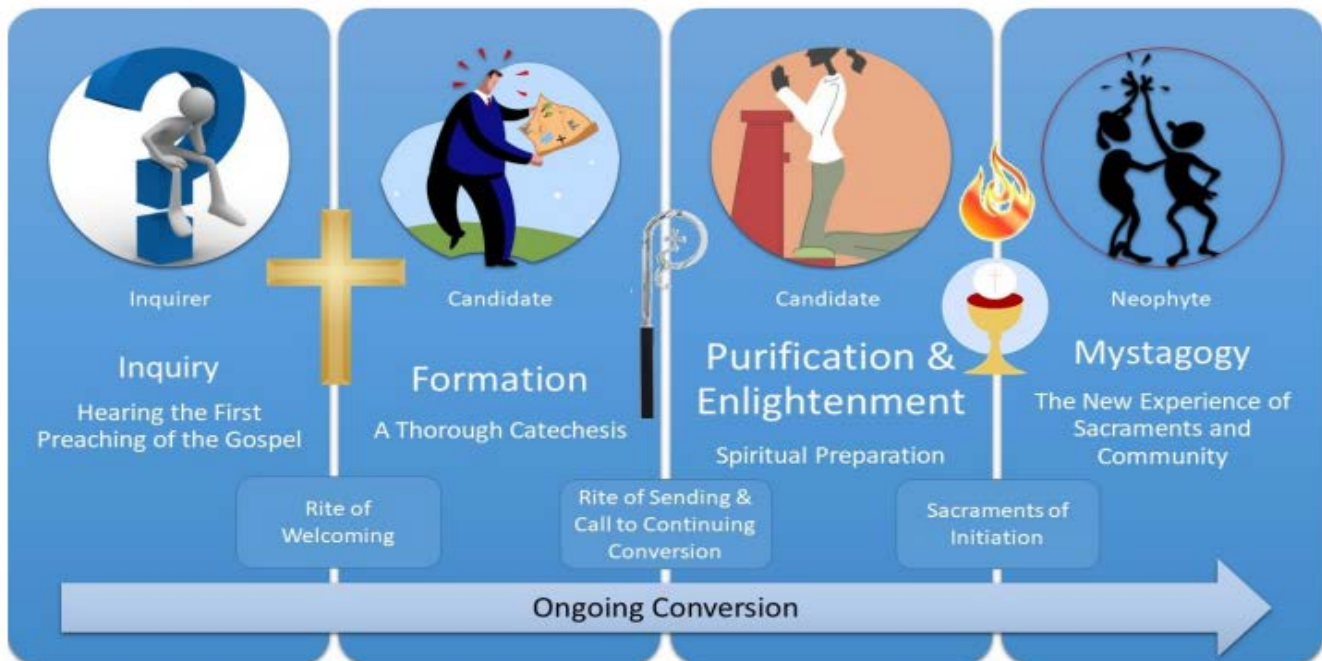 Inquirer
Inquiry
Hearing the First
Preaching of the Gospel
Candidate
Formation
A Thorough Catechesis
Candidate
Purification &
Enlightenment
Spiritual Preparation
Neophyte
Mystagogy
The New Experience of
Sacraments and
Community
Rite of
Welcoming
Rite of Sending &
Call to Continuing
Conversion
Sacraments of
Initiation
Ongoing Conversion